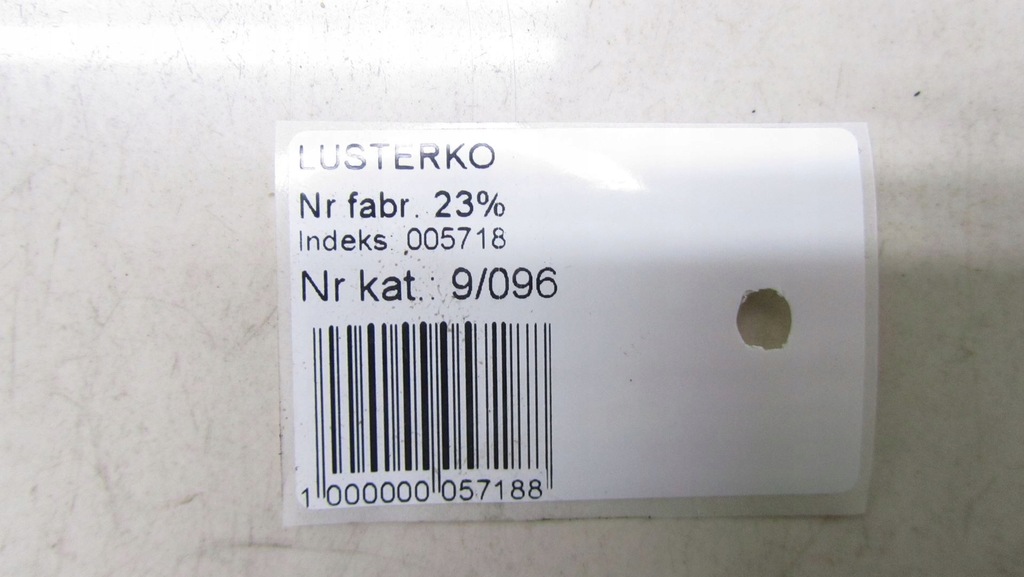 LUSTERKO
Nr fabr. 23%
Indeks: 005718
Nr kat.: 9/096
1 000000 057188